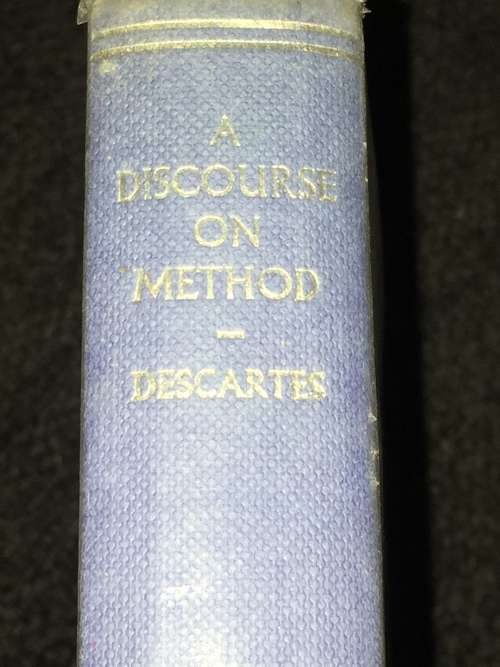 A
DISCOURSE
ON
METHOD
—
DESCARTES